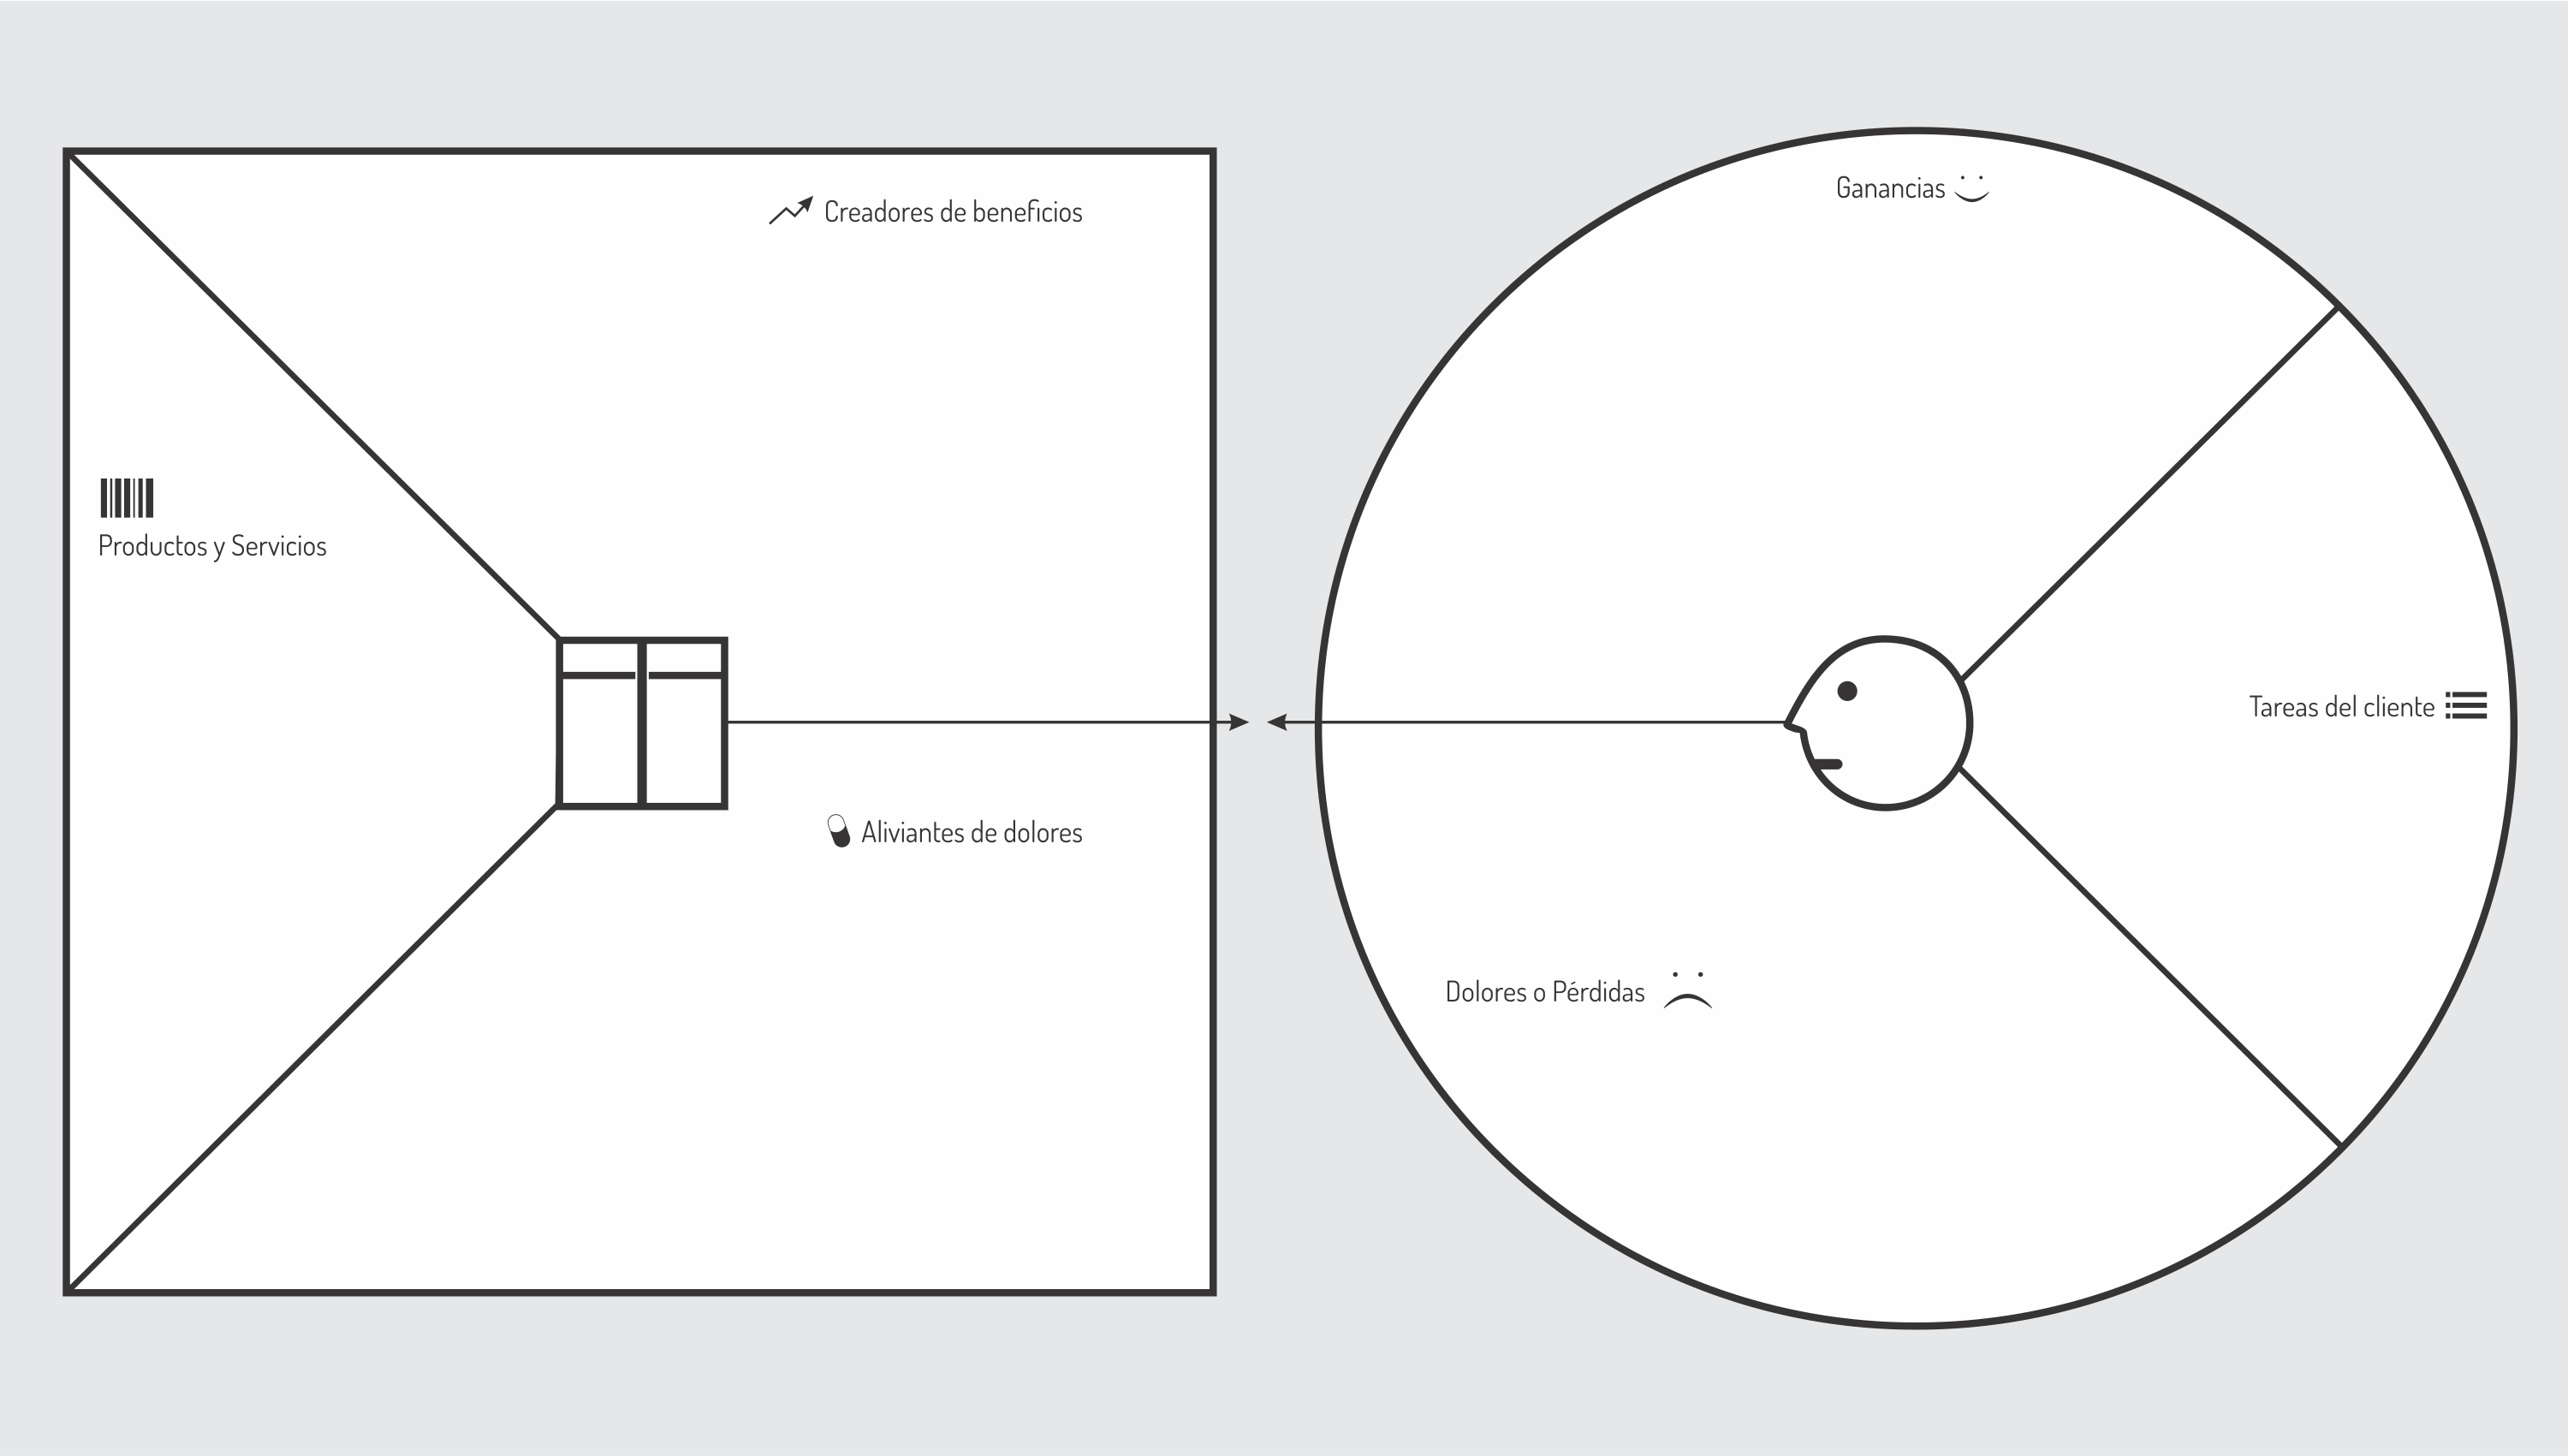 Creadores de beneficios
Productos y Servicios
Aliviantes de dolores
Ganancias
Tareas del cliente
Dolores o Pérdidas